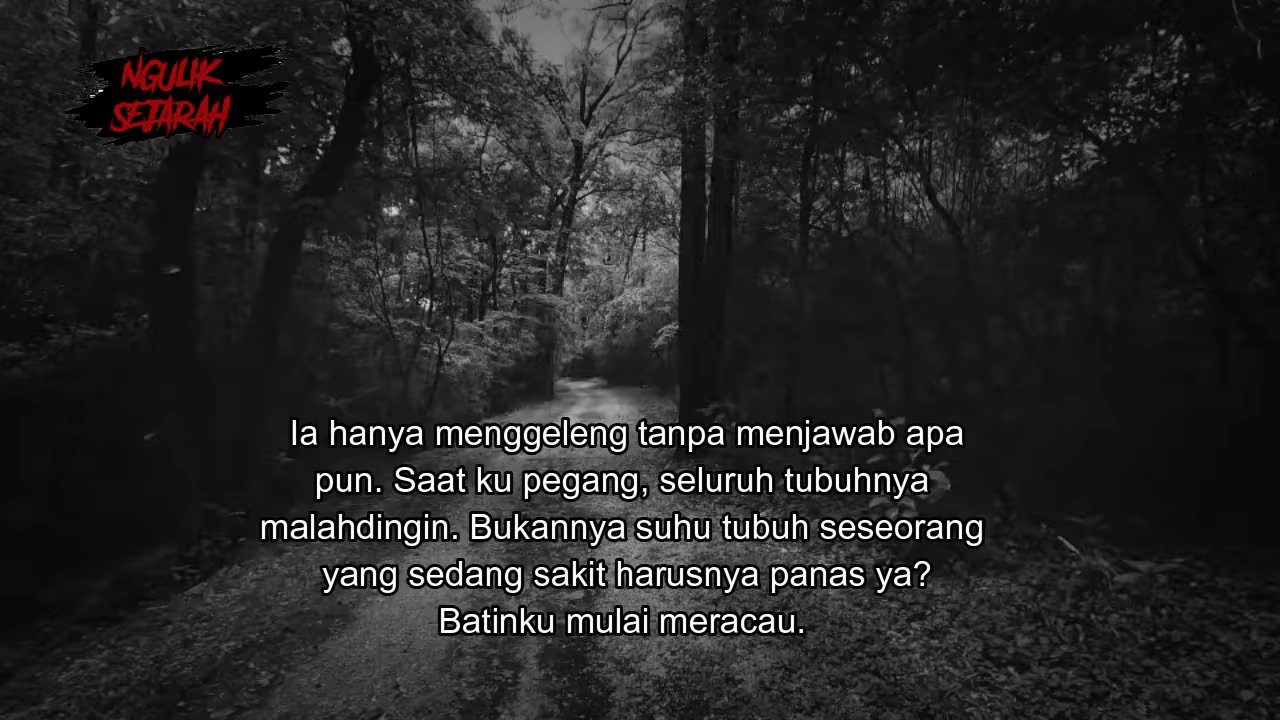 NGULIK
SEJARAH
Ia hanya menggeleng tanpa menjawab apa
pun. Saat ku pegang, seluruh tubuhnya
malahdingin. Bukannya suhu tubuh seseorang
yang sedang sakit harusnya panas ya?
Batinku mulai meracau.